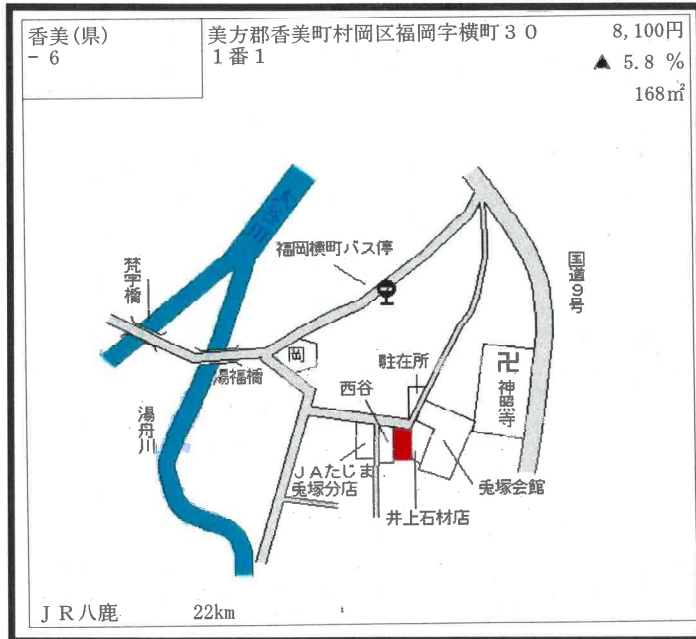 香美(県)
- 6
美方郡香美町村岡区福岡字横町30
1番1
8,100円
▲ 5.8 %
168㎡
矢田川
福岡横町バス停
国道9号
梵字橋
岡
湯福橋
駐在所
卍
神照寺
西谷
湯舟川
JAたじま
兎塚分店
兎塚会館
井上石材店
JR八鹿 22km